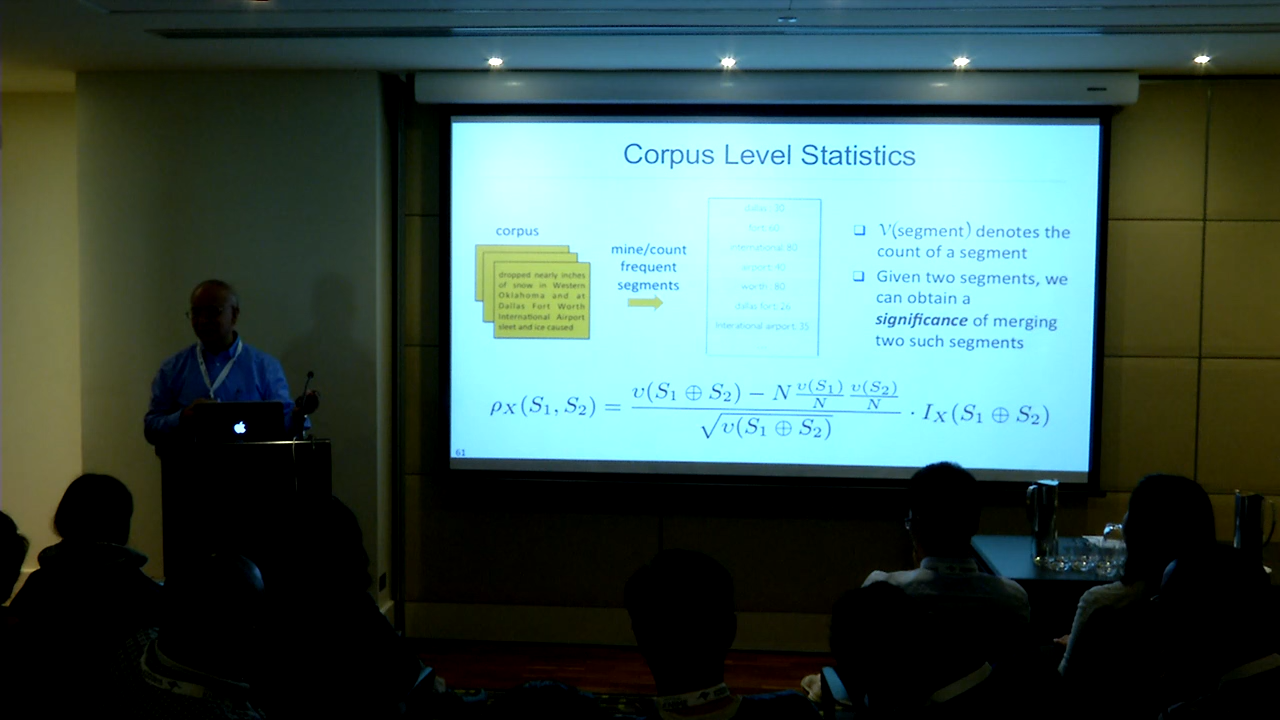 Corpus Level Statistics
corpus
dropped nearly inches
of snow in Western
Oklahoma and at
Dallas Fort Worth
International Airport
sleet and ice caused
mine/count
frequent
segments
dallas: 30
fort: 60
international: 80
airport: 40
worth : 80
dallas fort: 26
international airport: 35
❑ V(segment) denotes the
count of a segment
❑ Given two segments, we
can obtain a
significance of merging
two such segments
ρX(S1, S2) = υ(S1 ⊕ S2) − N υ(S1)/N υ(S2)/N / √υ(S1 ⊕ S2) · IX(S1 ⊕ S2)
61